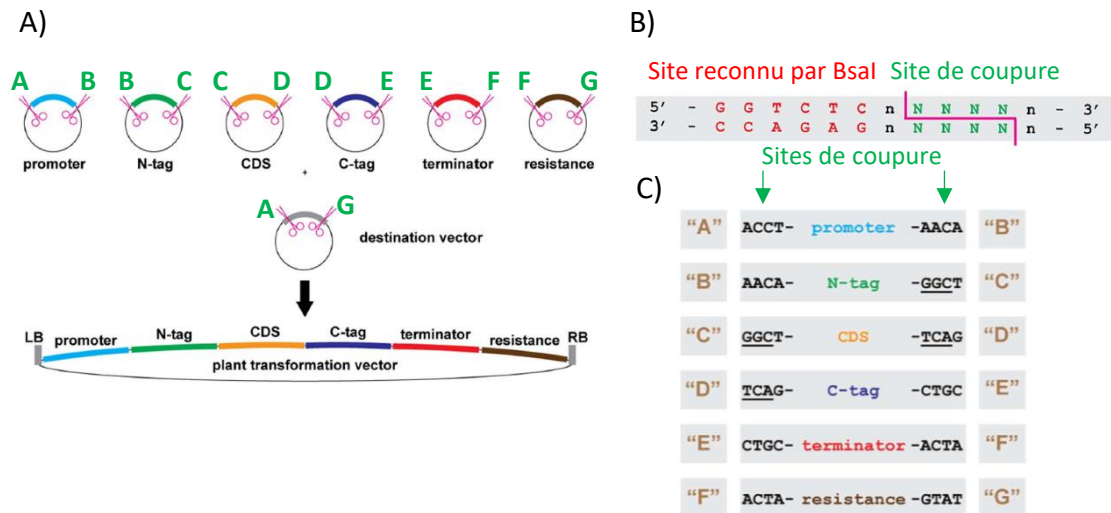 A)
A B B C C D D E E F F G
promoter N-tag CDS C-tag terminator resistance
+
A G
destination vector
LB promoter N-tag CDS C-tag terminator resistance RB
plant transformation vector
B)
Site reconnu par BsaI Site de coupure
5′ - G G T C T C n N N N N n - 3′
3′ - C C A G A G n N N N N n - 5′
Sites de coupure
C)
“A” ACCT- promoter -AACA “B”
“B” AACA- N-tag -GGCT “C”
“C” GGCT- CDS -TCAG “D”
“D” TCAG- C-tag -CTGC “E”
“E” CTGC- terminator -ACTA “F”
“F” ACTA- resistance -GTAT “G”